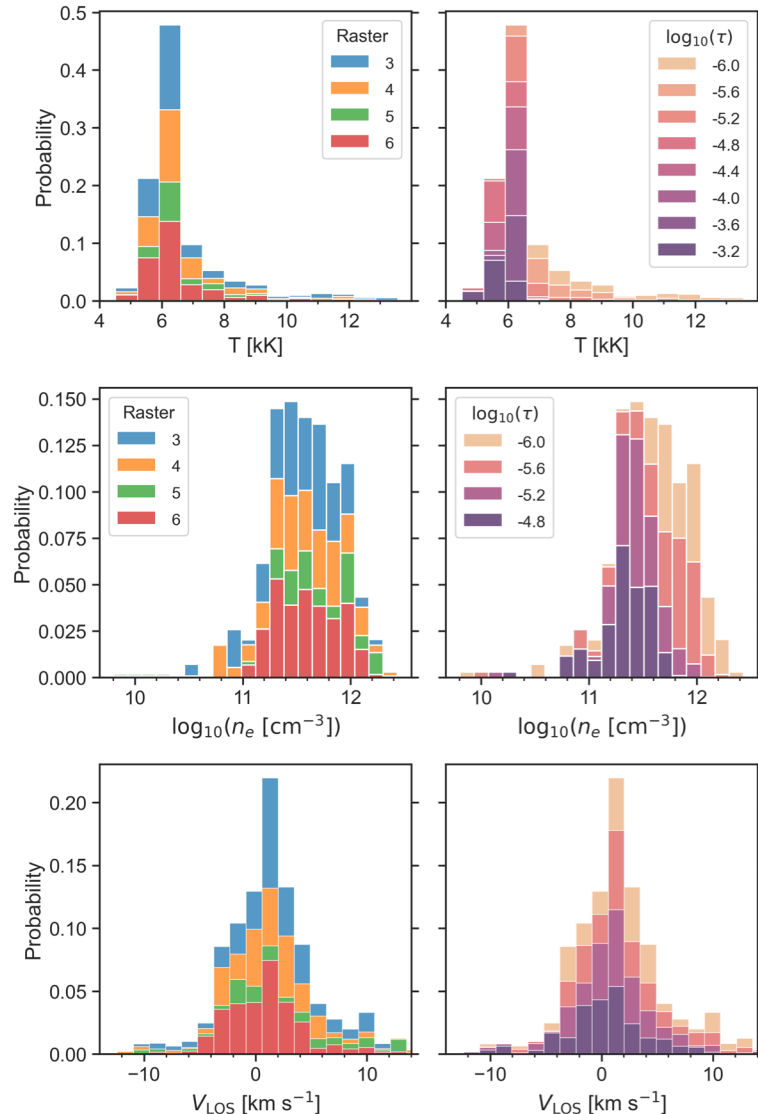 0.5
0.4
0.3
0.2
0.1
0.0
Probability
Raster
3
4
5
6
4 6 8 10 12
T [kK]
log₁₀(τ)
-6.0
-5.6
-5.2
-4.8
-4.4
-4.0
-3.6
-3.2
4 6 8 10 12
T [kK]
0.150
0.125
0.100
0.075
0.050
0.025
0.000
Probability
Raster
3
4
5
6
10 11 12
log₁₀(nₑ [cm⁻³])
log₁₀(τ)
-6.0
-5.6
-5.2
-4.8
10 11 12
log₁₀(nₑ [cm⁻³])
0.20
0.15
0.10
0.05
0.00
Probability
−10 0 10
V_LOS [km s⁻¹]
−10 0 10
V_LOS [km s⁻¹]